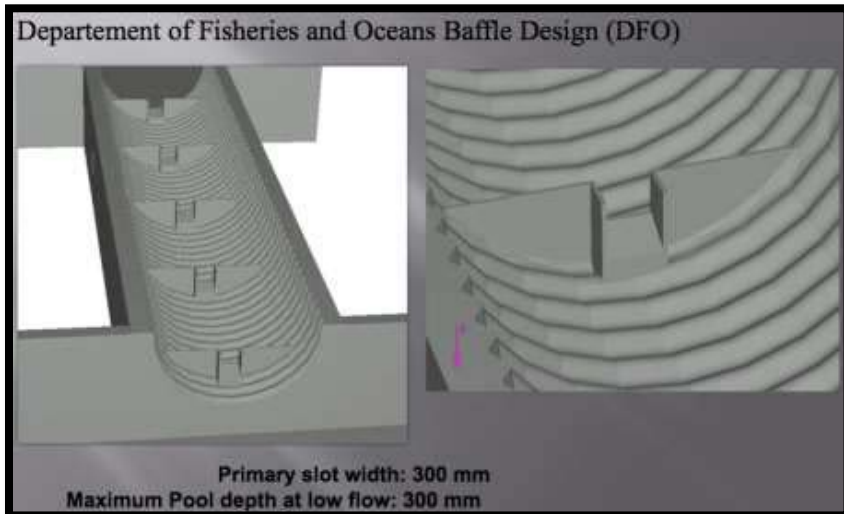 Departement of Fisheries and Oceans Baffle Design (DFO)
Primary slot width: 300 mm
Maximum Pool depth at low flow: 300 mm